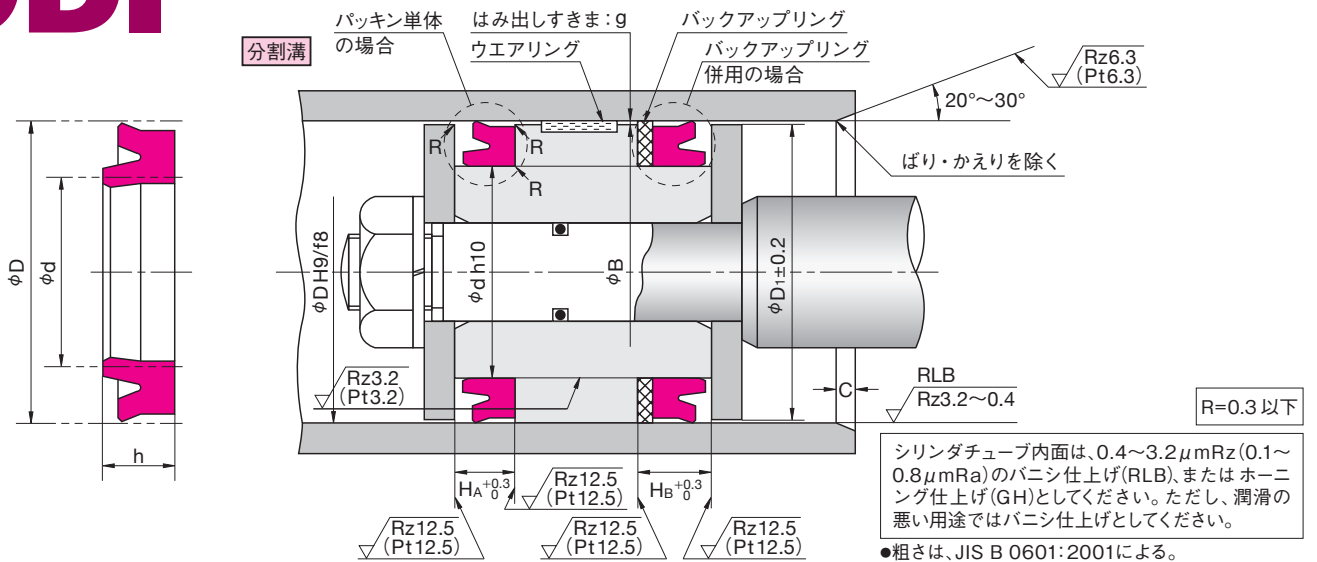 分割溝
パッキン単体
の場合
はみ出しすきま：g
ウエアリング
バックアップリング
バックアップリング
併用の場合
Rz6.3
(Pt6.3)
20°～30°
ばり・かえりを除く
R
R
R
φD
φd
h
φDH9/f8
φdh10
φB
φD₁±0.2
Rz3.2
(Pt3.2)
C
RLB
Rz3.2～0.4
R=0.3以下
HA +0.3 0
Rz12.5
(Pt12.5)
HB +0.3 0
Rz12.5
(Pt12.5)
Rz12.5
(Pt12.5)
Rz12.5
(Pt12.5)
シリンダチューブ内面は、0.4～3.2μmRz(0.1～
0.8μmRa)のバニシ仕上げ(RLB)、または ホーニ
ング仕上げ(GH)としてください。ただし、潤滑の
悪い用途ではバニシ仕上げとしてください。
●粗さは、JIS B 0601：2001による。